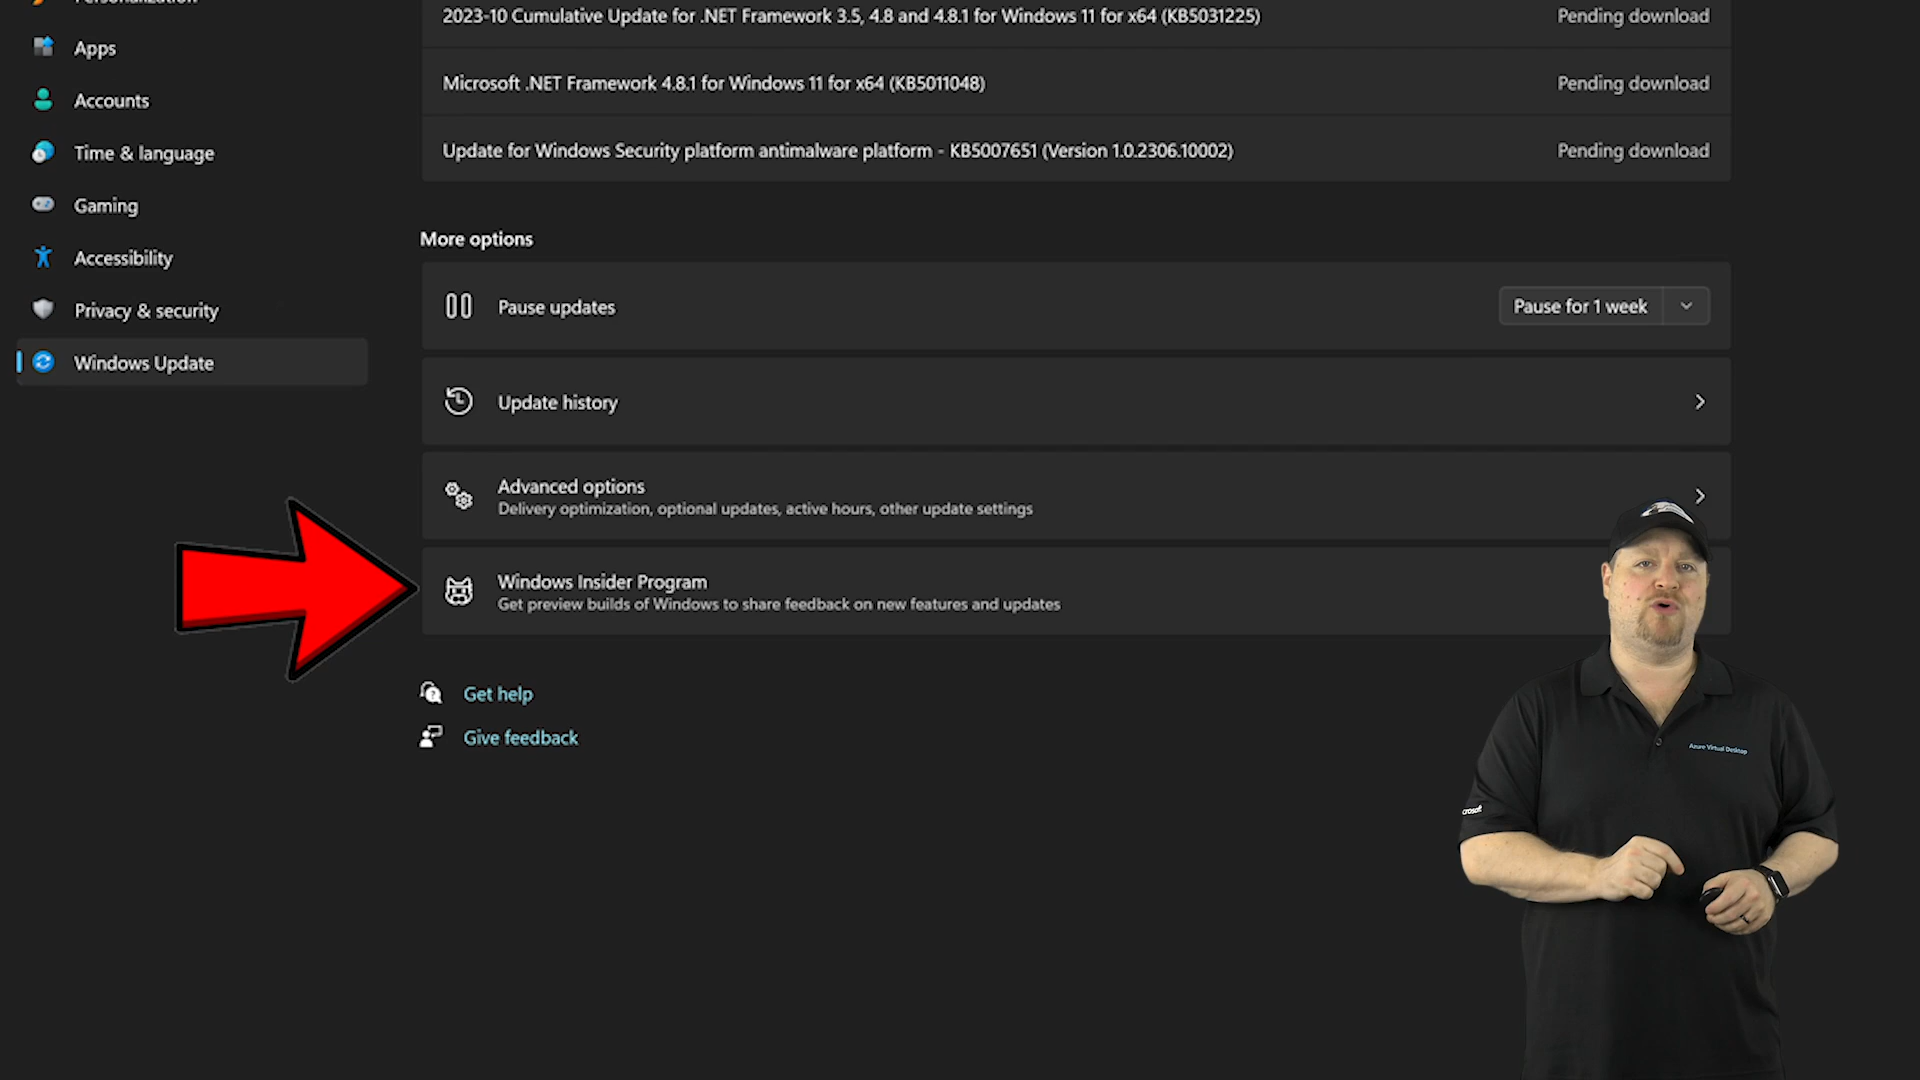 Personalization
Apps
Accounts
Time & language
Gaming
Accessibility
Privacy & security
Windows Update
2023-10 Cumulative Update for .NET Framework 3.5, 4.8 and 4.8.1 for Windows 11 for x64 (KB5031225)
Pending download
Microsoft .NET Framework 4.8.1 for Windows 11 for x64 (KB5011048)
Pending download
Update for Windows Security platform antimalware platform - KB5007651 (Version 1.0.2306.10002)
Pending download
More options
Pause updates
Pause for 1 week
Update history
Advanced options
Delivery optimization, optional updates, active hours, other update settings
Windows Insider Program
Get preview builds of Windows to share feedback on new features and updates
Get help
Give feedback
Azure Virtual Desktop
crosoft